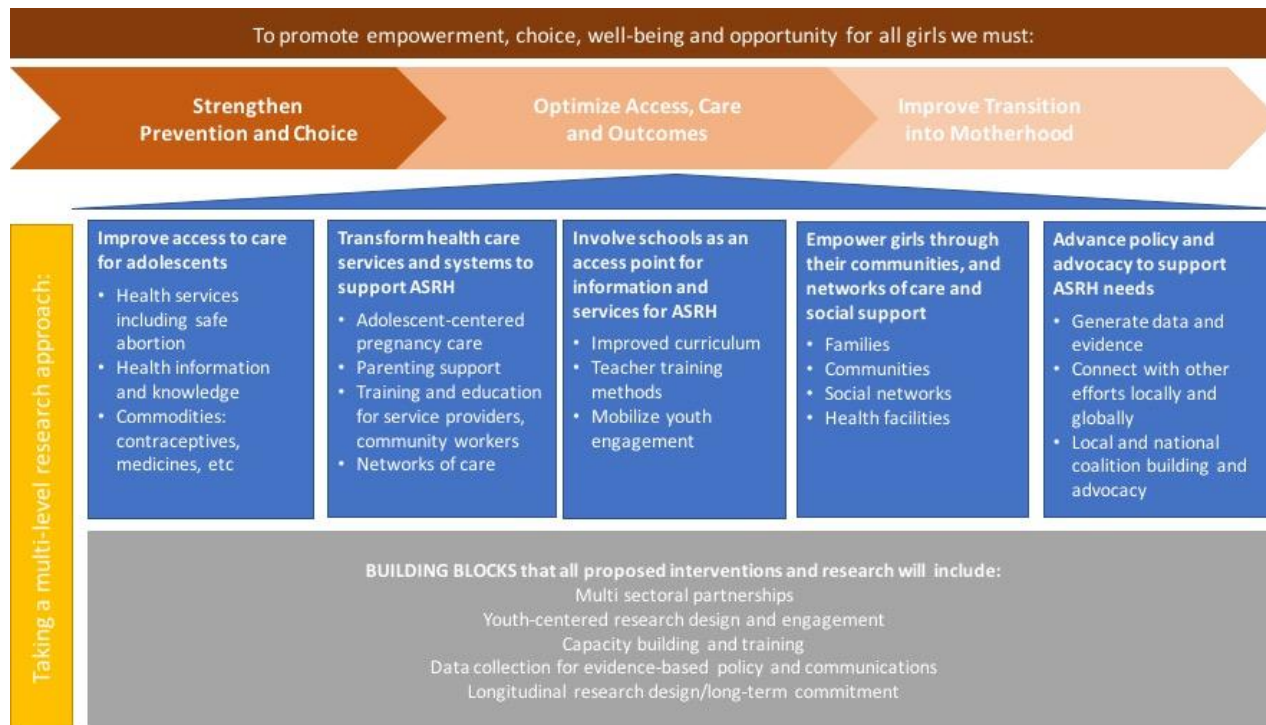 To promote empowerment, choice, well-being and opportunity for all girls we must:
Strengthen
Prevention and Choice
Optimize Access, Care
and Outcomes
Improve Transition
into Motherhood
Taking a multi-level research approach:
Improve access to care
for adolescents
• Health services
including safe
abortion
• Health information
and knowledge
• Commodities:
contraceptives,
medicines, etc
Transform health care
services and systems to
support ASRH
• Adolescent-centered
pregnancy care
• Parenting support
• Training and education
for service providers,
community workers
• Networks of care
Involve schools as an
access point for
information and
services for ASRH
• Improved curriculum
• Teacher training
methods
• Mobilize youth
engagement
Empower girls through
their communities, and
networks of care and
social support
• Families
• Communities
• Social networks
• Health facilities
Advance policy and
advocacy to support
ASRH needs
• Generate data and
evidence
• Connect with other
efforts locally and
globally
• Local and national
coalition building and
advocacy
BUILDING BLOCKS that all proposed interventions and research will include:
Multi sectoral partnerships
Youth-centered research design and engagement
Capacity building and training
Data collection for evidence-based policy and communications
Longitudinal research design/long-term commitment